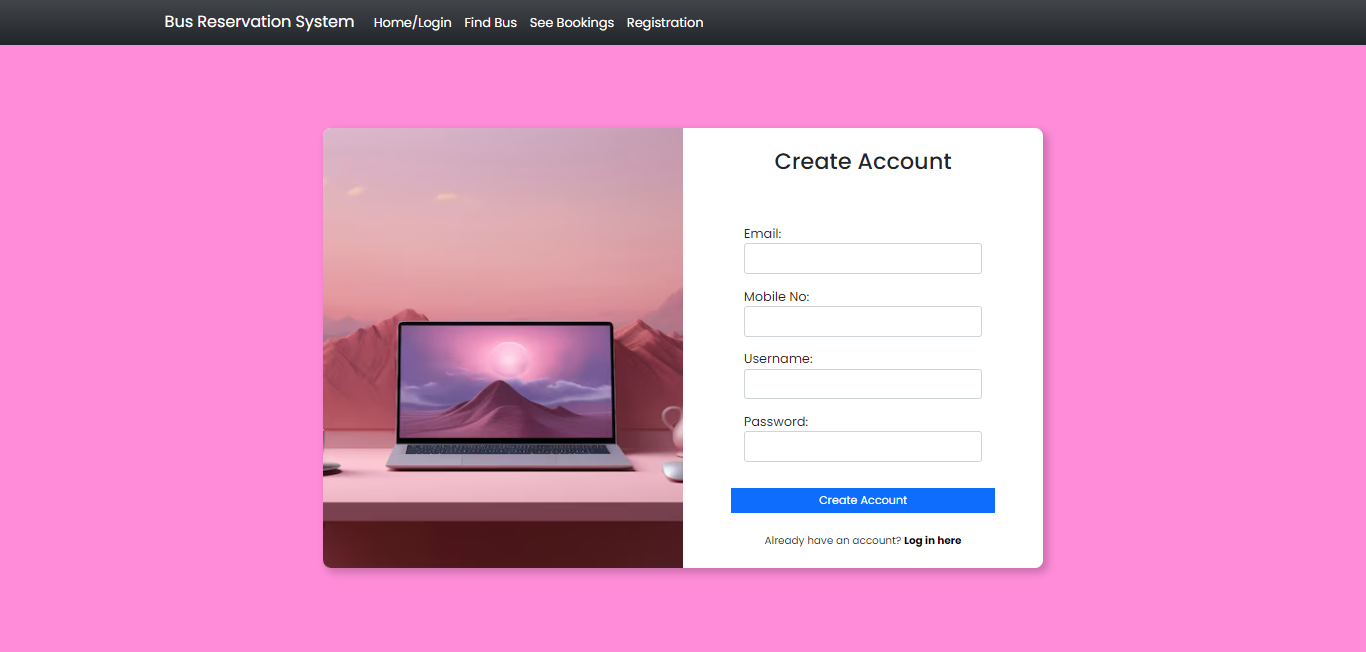 Bus Reservation System Home/Login Find Bus See Bookings Registration
Create Account
Email:
Mobile No:
Username:
Password:
Create Account
Already have an account? Log in here